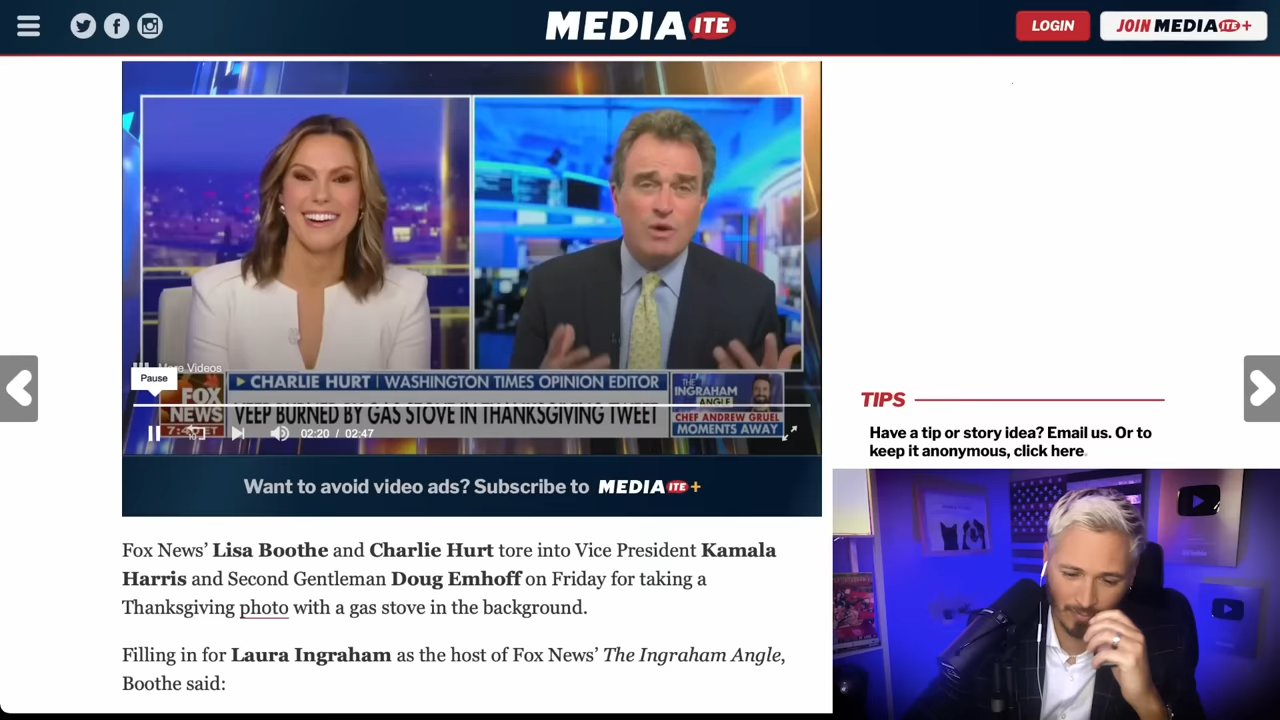 MEDIAITE
LOGIN
JOIN MEDIAITE+
More Videos
Pause
CHARLIE HURT | WASHINGTON TIMES OPINION EDITOR
FOX
NEWS
VEEP BURNED BY GAS STOVE IN THANKSGIVING TWEET
THE
INGRAHAM
ANGLE
CHEF ANDREW GRUEL
MOMENTS AWAY
02:20 / 02:47
Want to avoid video ads? Subscribe to MEDIAITE+
Fox News’ Lisa Boothe and Charlie Hurt tore into Vice President Kamala
Harris and Second Gentleman Doug Emhoff on Friday for taking a
Thanksgiving photo with a gas stove in the background.
Filling in for Laura Ingraham as the host of Fox News’ The Ingraham Angle,
Boothe said:
TIPS
Have a tip or story idea? Email us. Or to
keep it anonymous, click here.